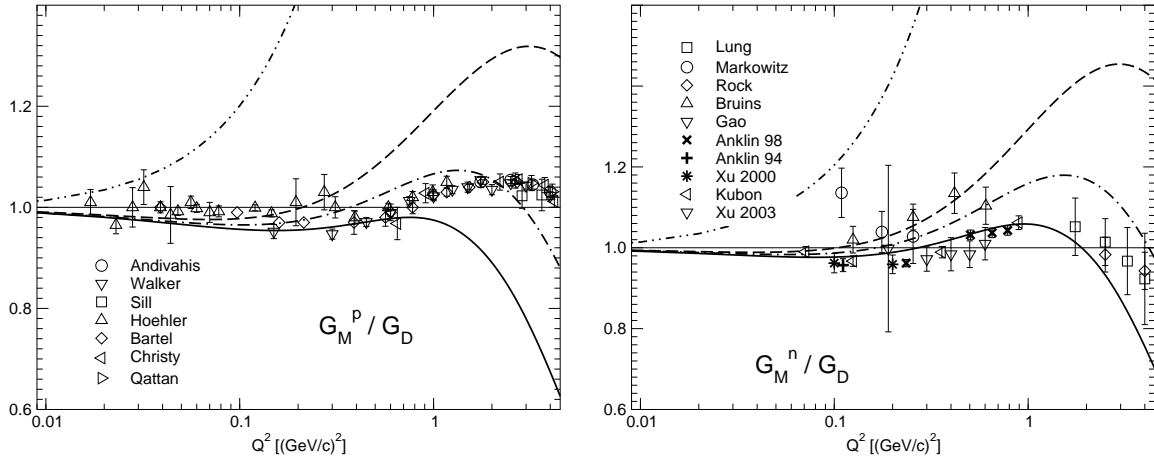 1.2
1.0
0.8
0.6
0.01
0.1
1
Q² [(GeV/c)²]
Andivahis
Walker
Sill
Hoehler
Bartel
Christy
Qattan
G_M^p / G_D
1.2
1.0
0.8
0.6
0.01
0.1
1
Q² [(GeV/c)²]
Lung
Markowitz
Rock
Bruins
Gao
Anklin 98
Anklin 94
Xu 2000
Kubon
Xu 2003
G_M^n / G_D